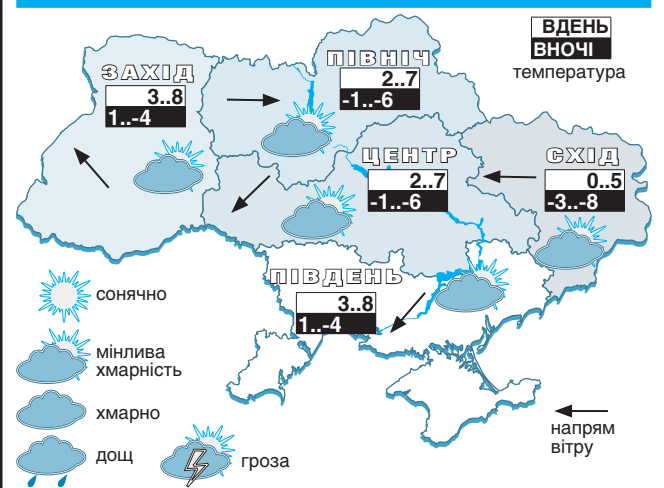 ВДЕНЬ
ВНОЧІ
температура
ПІВНІЧ
2..7
-1..-6
ЗАХІД
3..8
1..-4
ЦЕНТР
2..7
-1..-6
СХІД
0..5
-3..-8
ПІВДЕНЬ
3..8
1..-4
сонячно
мінлива
хмарність
хмарно
дощ
гроза
напрям
вітру